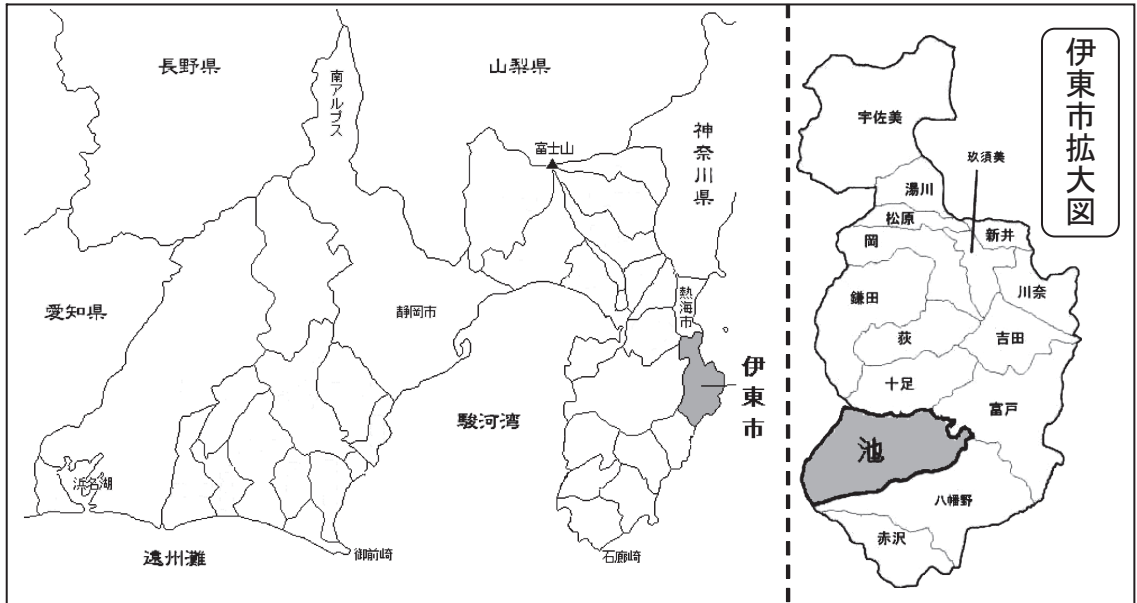 長野県
山梨県
南アルプス
富士山
神奈川県
愛知県
静岡市
熱海市
伊東市
駿河湾
浜名湖
遠州灘
御前崎
石廊崎
伊東市拡大図
宇佐美
玖須美
湯川
松原
新井
岡
川奈
鎌田
荻
吉田
十足
富戸
池
八幡野
赤沢